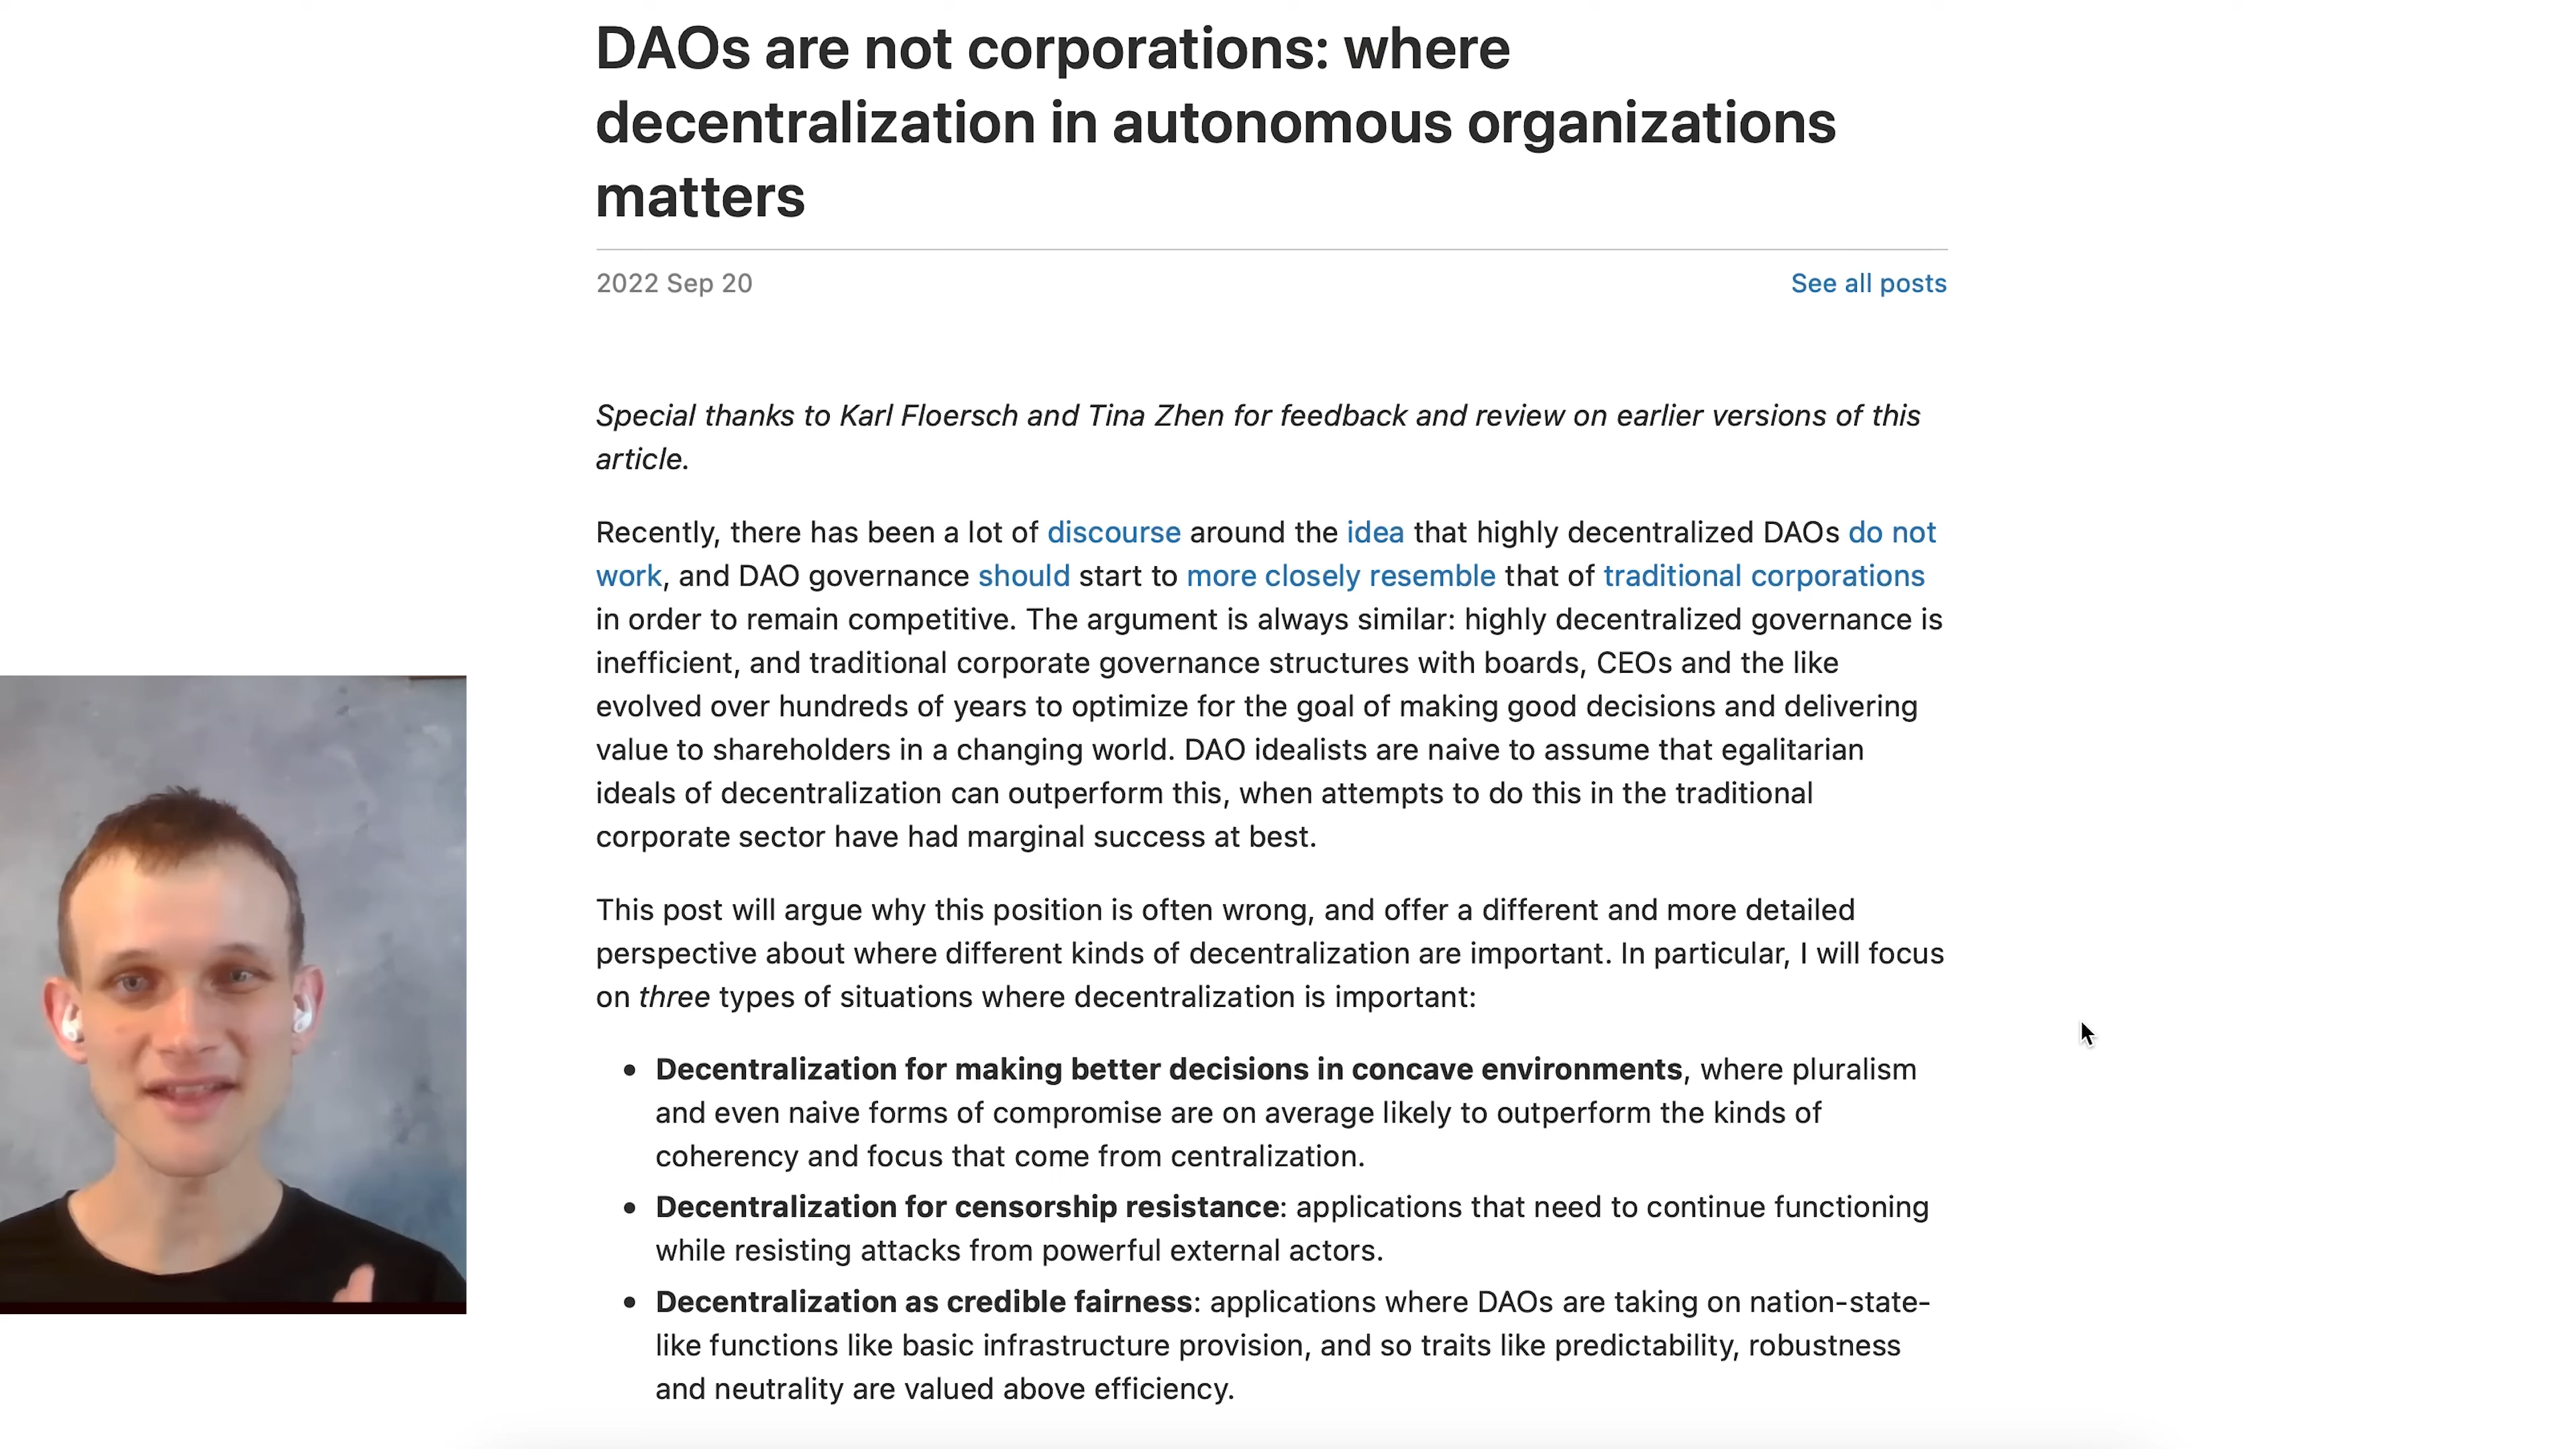 DAOs are not corporations: where
decentralization in autonomous organizations
matters
2022 Sep 20
See all posts
Special thanks to Karl Floersch and Tina Zhen for feedback and review on earlier versions of this
article.
Recently, there has been a lot of discourse around the idea that highly decentralized DAOs do not
work, and DAO governance should start to more closely resemble that of traditional corporations
in order to remain competitive. The argument is always similar: highly decentralized governance is
inefficient, and traditional corporate governance structures with boards, CEOs and the like
evolved over hundreds of years to optimize for the goal of making good decisions and delivering
value to shareholders in a changing world. DAO idealists are naive to assume that egalitarian
ideals of decentralization can outperform this, when attempts to do this in the traditional
corporate sector have had marginal success at best.
This post will argue why this position is often wrong, and offer a different and more detailed
perspective about where different kinds of decentralization are important. In particular, I will focus
on three types of situations where decentralization is important:
• Decentralization for making better decisions in concave environments, where pluralism
and even naive forms of compromise are on average likely to outperform the kinds of
coherency and focus that come from centralization.
• Decentralization for censorship resistance: applications that need to continue functioning
while resisting attacks from powerful external actors.
• Decentralization as credible fairness: applications where DAOs are taking on nation-state-
like functions like basic infrastructure provision, and so traits like predictability, robustness
and neutrality are valued above efficiency.